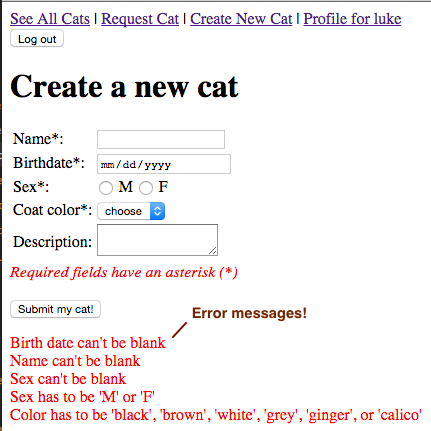 See All Cats | Request Cat | Create New Cat | Profile for luke
Log out
Create a new cat
Name*:
Birthdate*: mm/dd/yyyy
Sex*: M F
Coat color*: choose
Description:
Required fields have an asterisk (*)
Submit my cat!
Error messages!
Birth date can't be blank
Name can't be blank
Sex can't be blank
Sex has to be 'M' or 'F'
Color has to be 'black', 'brown', 'white', 'grey', 'ginger', or 'calico'